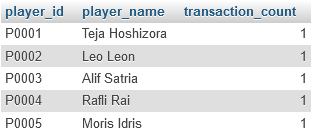 player_id player_name transaction_count
P0001 Teja Hoshizora 1
P0002 Leo Leon 1
P0003 Alif Satria 1
P0004 Rafli Rai 1
P0005 Moris Idris 1